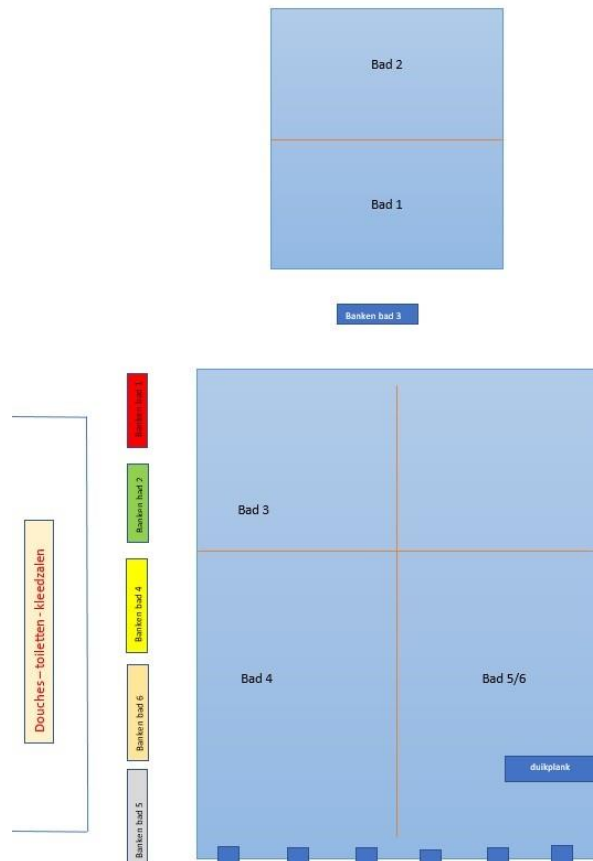 Bad 2
Bad 1
Banken bad 3
Banken bad 1
Banken bad 2
Bad 3
Douches – toiletten - kleedzalen
Banken bad 4
Bad 4
Bad 5/6
Banken bad 6
duikplank
Banken bad 5